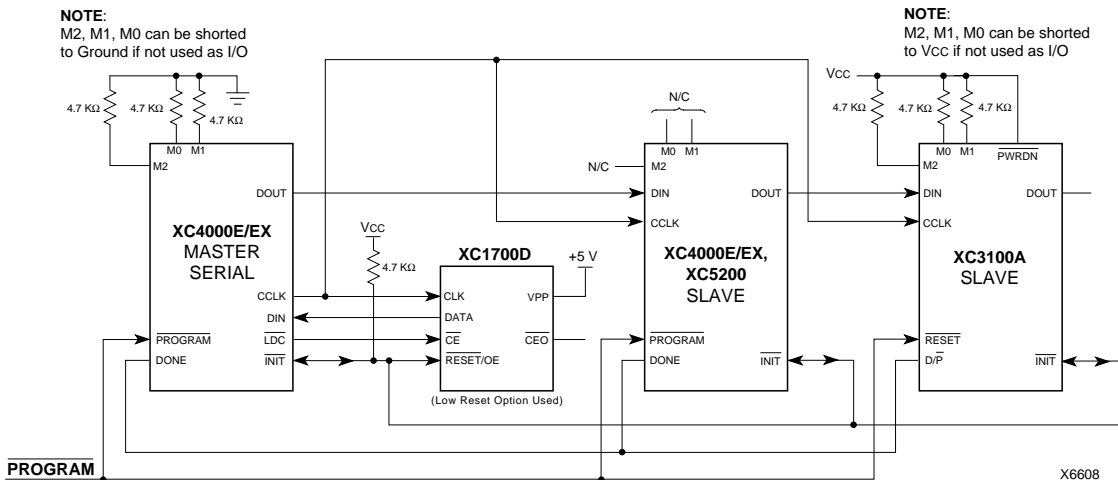 NOTE:
M2, M1, M0 can be shorted
to Ground if not used as I/O
NOTE:
M2, M1, M0 can be shorted
to VCC if not used as I/O
4.7 KΩ
4.7 KΩ
4.7 KΩ
M0 M1
M2
DOUT
XC4000E/EX
MASTER
SERIAL
CCLK
DIN
PROGRAM
LDC
DONE
INIT
VCC
4.7 KΩ
XC1700D
+5 V
CLK
VPP
DATA
CE
CEO
RESET/OE
(Low Reset Option Used)
N/C
M0 M1
N/C
M2
DIN
DOUT
CCLK
XC4000E/EX,
XC5200
SLAVE
PROGRAM
DONE
INIT
VCC
4.7 KΩ
4.7 KΩ
4.7 KΩ
M0 M1
PWRDN
M2
DIN
DOUT
CCLK
XC3100A
SLAVE
RESET
D/P
INIT
PROGRAM
X6608